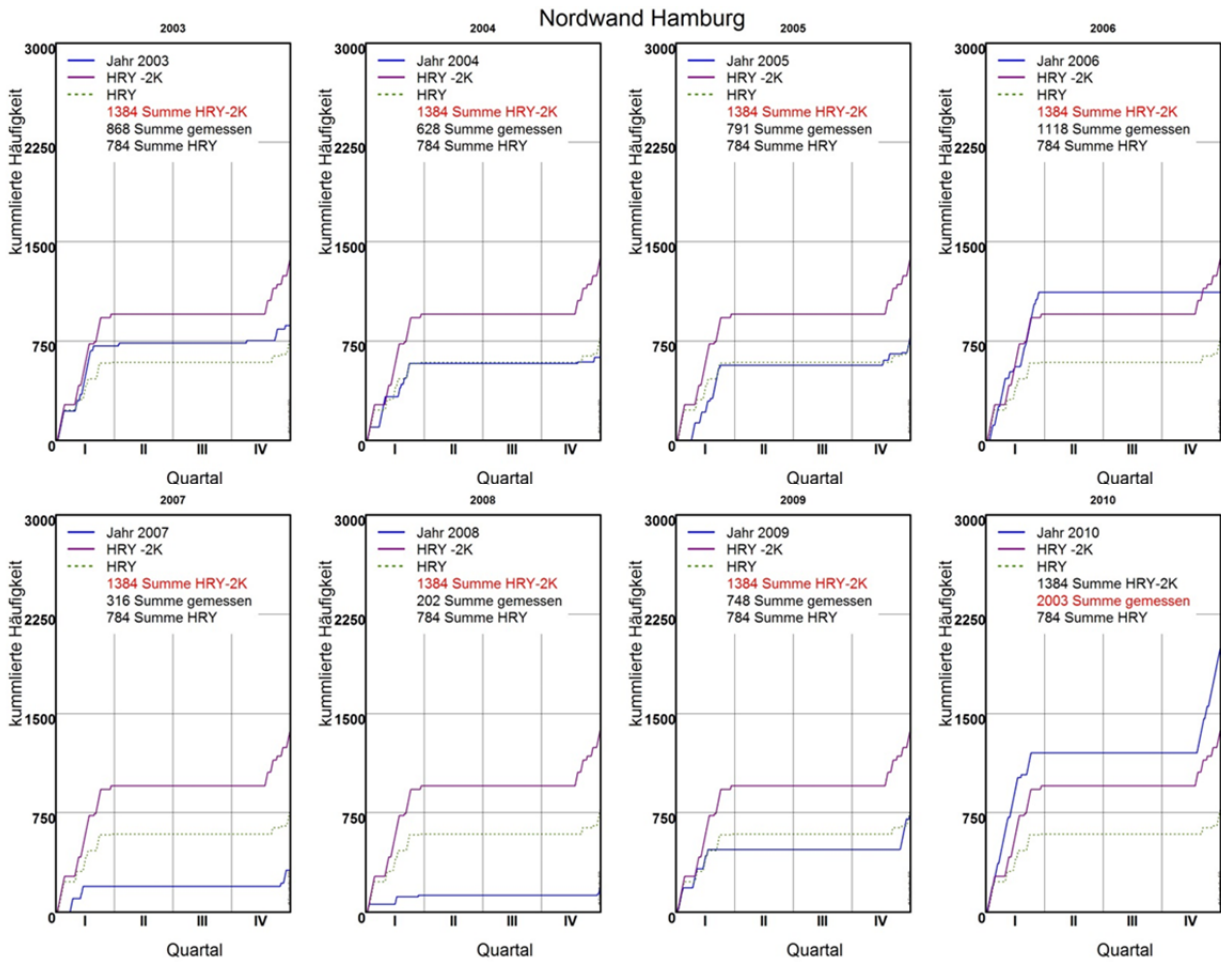 Nordwand Hamburg
2003
3000
2250
1500
750
0
kummlierte Häufigkeit
Jahr 2003
HRY -2K
HRY
1384 Summe HRY-2K
868 Summe gemessen
784 Summe HRY
I II III IV
Quartal
2004
3000
2250
1500
750
0
kummlierte Häufigkeit
Jahr 2004
HRY -2K
HRY
1384 Summe HRY-2K
628 Summe gemessen
784 Summe HRY
I II III IV
Quartal
2005
3000
2250
1500
750
0
kummlierte Häufigkeit
Jahr 2005
HRY -2K
HRY
1384 Summe HRY-2K
791 Summe gemessen
784 Summe HRY
I II III IV
Quartal
2006
3000
2250
1500
750
0
kummlierte Häufigkeit
Jahr 2006
HRY -2K
HRY
1384 Summe HRY-2K
1118 Summe gemessen
784 Summe HRY
I II III IV
Quartal
2007
3000
2250
1500
750
0
kummlierte Häufigkeit
Jahr 2007
HRY -2K
HRY
1384 Summe HRY-2K
316 Summe gemessen
784 Summe HRY
I II III IV
Quartal
2008
3000
2250
1500
750
0
kummlierte Häufigkeit
Jahr 2008
HRY -2K
HRY
1384 Summe HRY-2K
202 Summe gemessen
784 Summe HRY
I II III IV
Quartal
2009
3000
2250
1500
750
0
kummlierte Häufigkeit
Jahr 2009
HRY -2K
HRY
1384 Summe HRY-2K
748 Summe gemessen
784 Summe HRY
I II III IV
Quartal
2010
3000
2250
1500
750
0
kummlierte Häufigkeit
Jahr 2010
HRY -2K
HRY
1384 Summe HRY-2K
2003 Summe gemessen
784 Summe HRY
I II III IV
Quartal